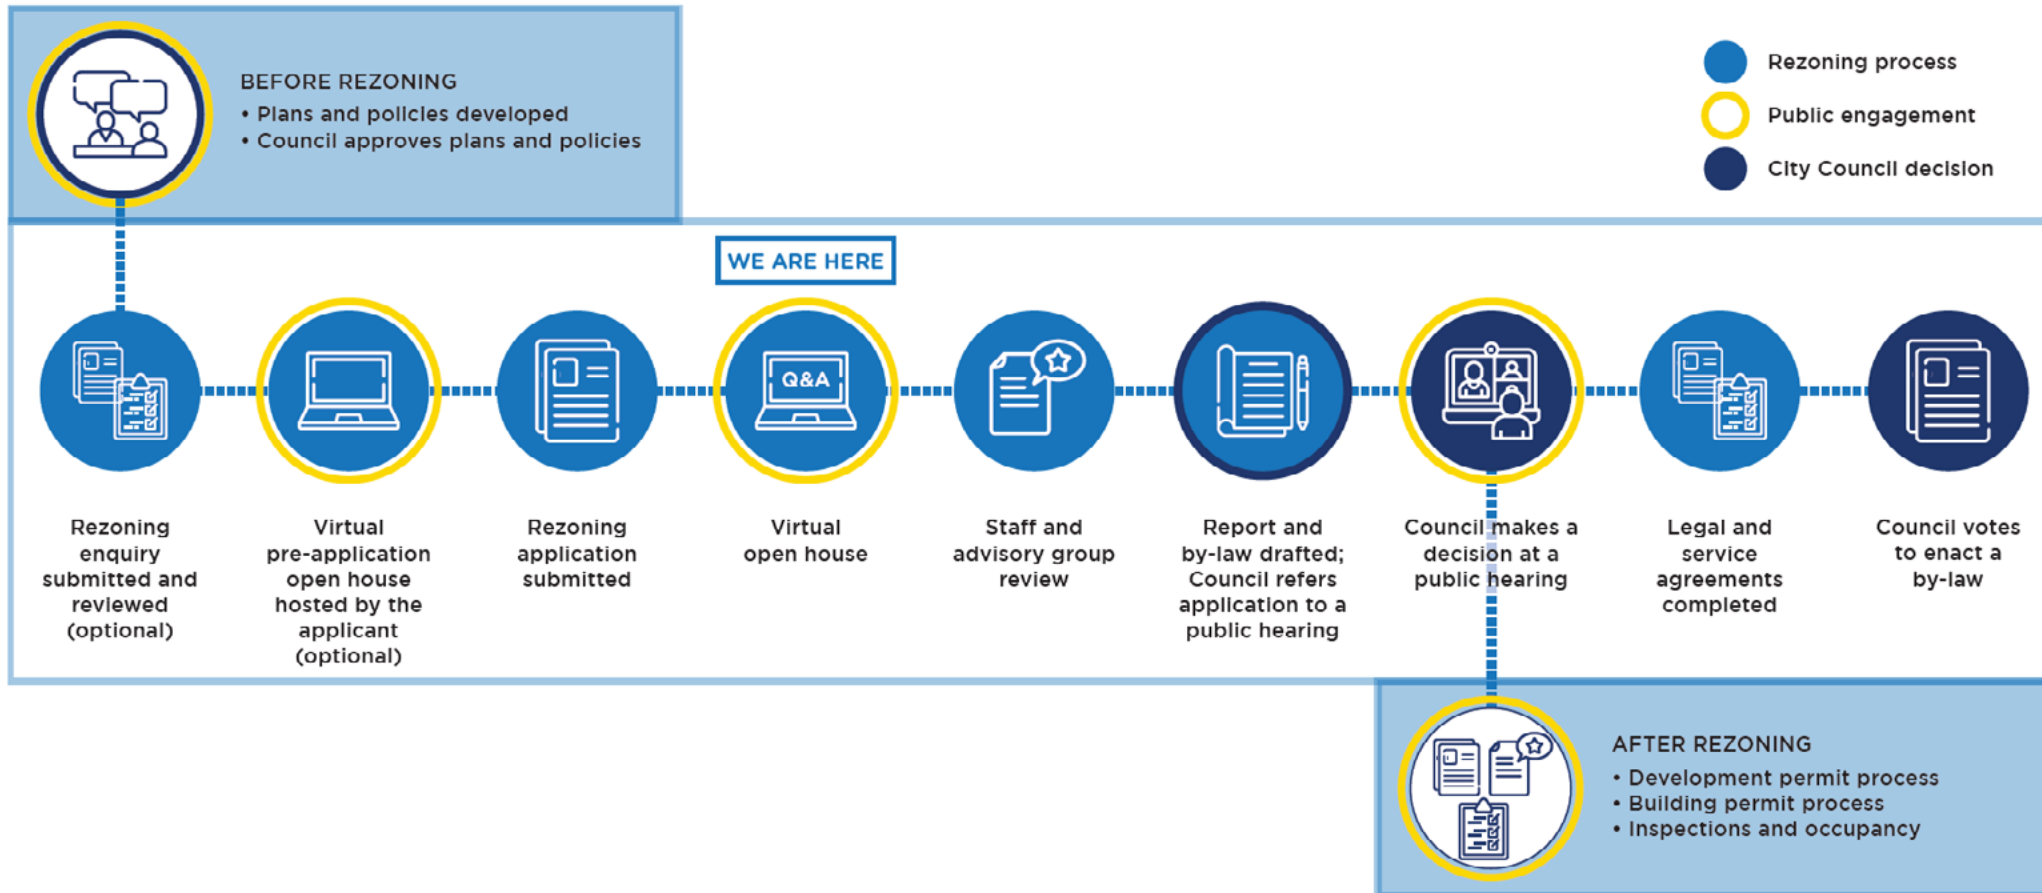 BEFORE REZONING
• Plans and policies developed
• Council approves plans and policies
Rezoning process
Public engagement
City Council decision
WE ARE HERE
Q&A
Rezoning
enquiry
submitted and
reviewed
(optional)
Virtual
pre-application
open house
hosted by the
applicant
(optional)
Rezoning
application
submitted
Virtual
open house
Staff and
advisory group
review
Report and
by-law drafted;
Council refers
application to a
public hearing
Council makes a
decision at a
public hearing
Legal and
service
agreements
completed
Council votes
to enact a
by-law
AFTER REZONING
• Development permit process
• Building permit process
• Inspections and occupancy